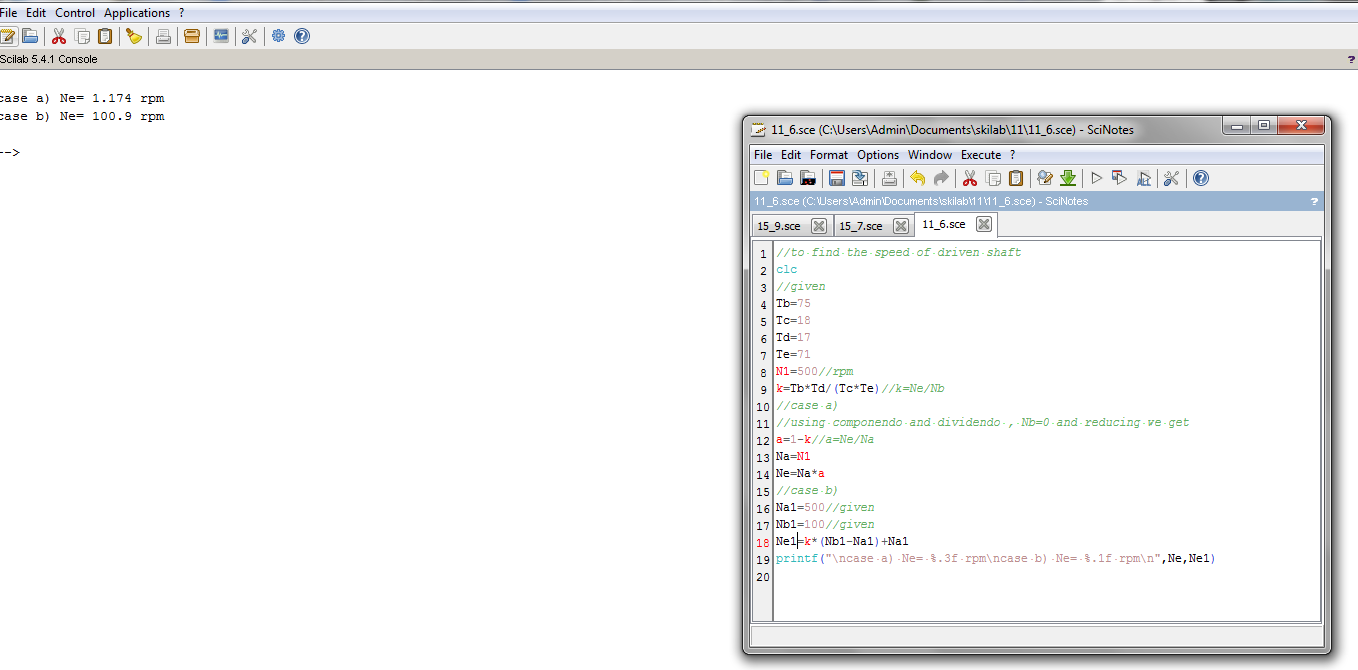 File Edit Control Applications ?
Scilab 5.4.1 Console
?
case a) Ne= 1.174 rpm
case b) Ne= 100.9 rpm
-->
11_6.sce (C:\Users\Admin\Documents\skilab\11\11_6.sce) - SciNotes
File Edit Format Options Window Execute ?
11_6.sce (C:\Users\Admin\Documents\skilab\11\11_6.sce) - SciNotes
?
15_9.sce 15_7.sce 11_6.sce
1 //to find the speed of driven shaft
2 clc
3 //given
4 Tb=75
5 Tc=18
6 Td=17
7 Te=71
8 N1=500//rpm
9 k=Tb*Td/(Tc*Te)//k=Ne/Nb
10 //case a)
11 //using componendo and dividendo , Nb=0 and reducing we get
12 a=1-k//a=Ne/Na
13 Na=N1
14 Ne=Na*a
15 //case b)
16 Na1=500//given
17 Nb1=100//given
18 Ne1=k*(Nb1-Na1)+Na1
19 printf("\ncase a) Ne= %.3f rpm\ncase b) Ne= %.1f rpm\n",Ne,Ne1)
20